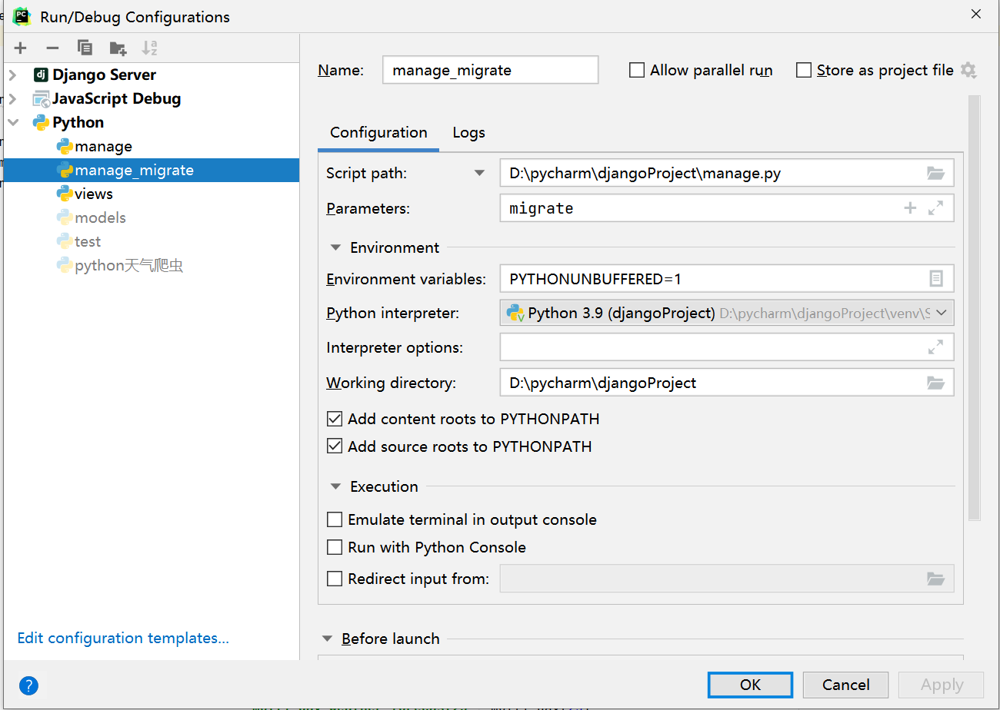 Run/Debug Configurations
Django Server
JavaScript Debug
Python
manage
manage_migrate
views
models
test
python天气爬虫
Edit configuration templates...
Name: manage_migrate
Allow parallel run
Store as project file
Configuration Logs
Script path: D:\pycharm\djangoProject\manage.py
Parameters: migrate
Environment
Environment variables: PYTHONUNBUFFERED=1
Python interpreter: Python 3.9 (djangoProject) D:\pycharm\djangoProject\venv\S
Interpreter options:
Working directory: D:\pycharm\djangoProject
Add content roots to PYTHONPATH
Add source roots to PYTHONPATH
Execution
Emulate terminal in output console
Run with Python Console
Redirect input from:
Before launch
? OK Cancel Apply